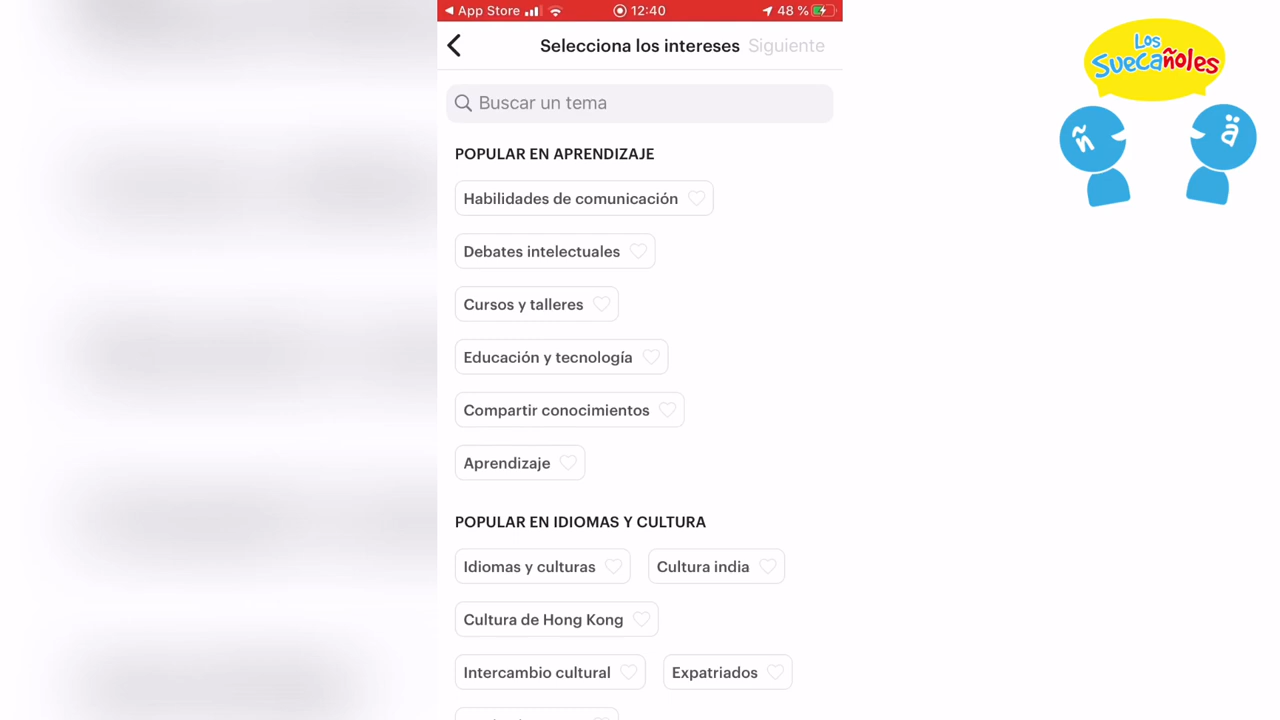 App Store 12:40 48 %
Selecciona los intereses Siguiente
Buscar un tema
POPULAR EN APRENDIZAJE
Habilidades de comunicación
Debates intelectuales
Cursos y talleres
Educación y tecnología
Compartir conocimientos
Aprendizaje
POPULAR EN IDIOMAS Y CULTURA
Idiomas y culturas Cultura india
Cultura de Hong Kong
Intercambio cultural Expatriados
Los
Suecañoles
ñ ä